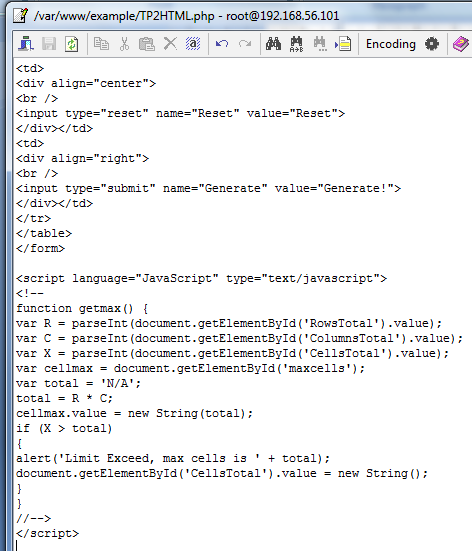 /var/www/example/TP2HTML.php - root@192.168.56.101
Encoding
<td>
<div align="center">
<br />
<input type="reset" name="Reset" value="Reset">
</div></td>
<td>
<div align="right">
<br />
<input type="submit" name="Generate" value="Generate!">
</div></td>
</tr>
</table>
</form>
<script language="JavaScript" type="text/javascript">
<!--
function getmax() {
var R = parseInt(document.getElementById('RowsTotal').value);
var C = parseInt(document.getElementById('ColumnsTotal').value);
var X = parseInt(document.getElementById('CellsTotal').value);
var cellmax = document.getElementById('maxcells');
var total = 'N/A';
total = R * C;
cellmax.value = new String(total);
if (X > total)
{
alert('Limit Exceed, max cells is ' + total);
document.getElementById('CellsTotal').value = new String();
}
}
//-->
</script>